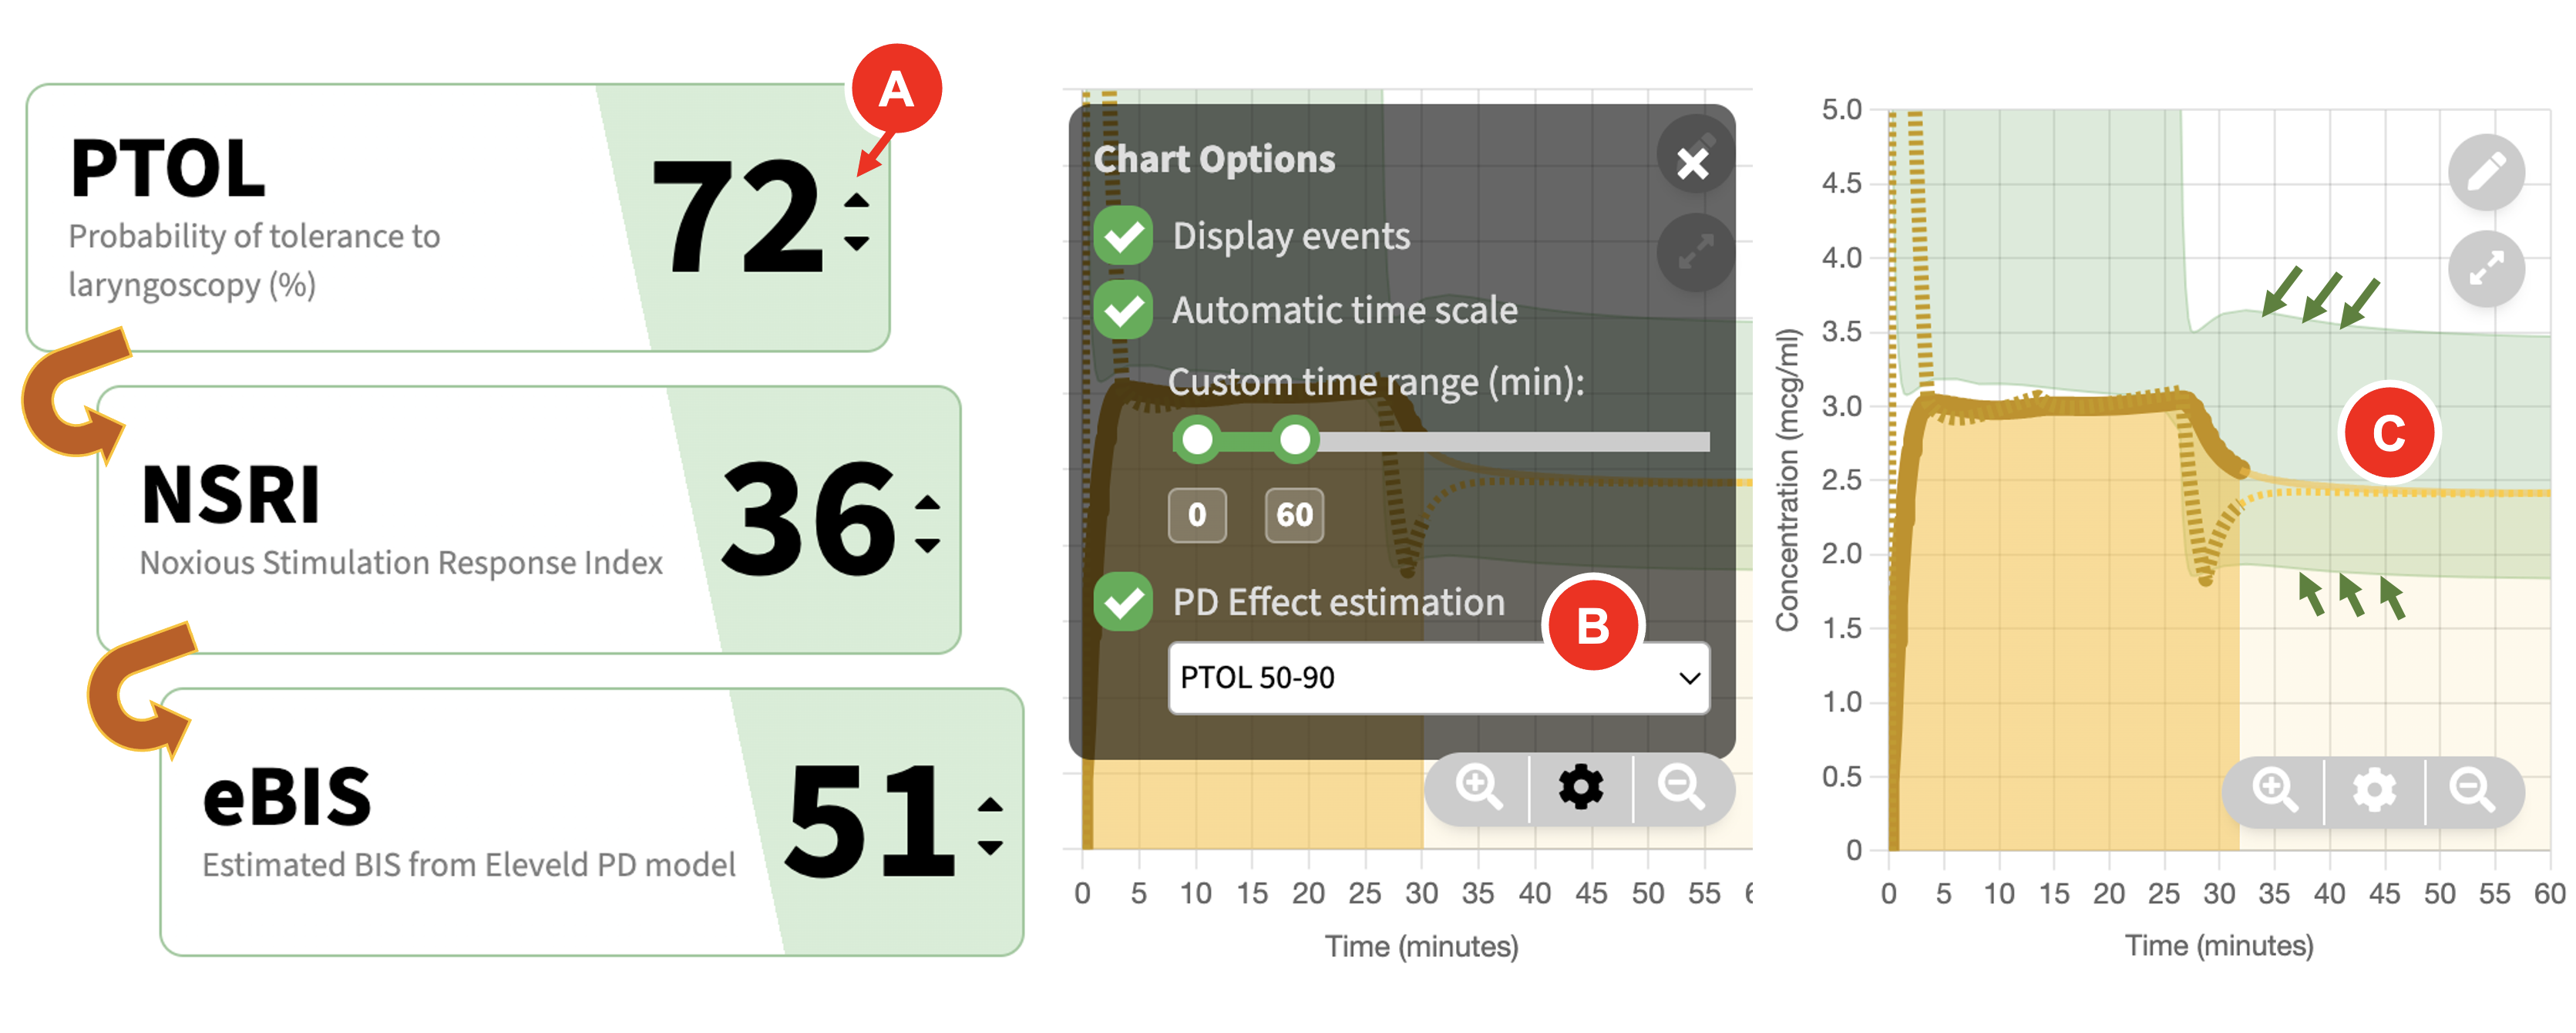 A
PTOL
Probability of tolerance to
laryngoscopy (%)
72
NSRI
Noxious Stimulation Response Index
36
eBIS
Estimated BIS from Eleveld PD model
51
Chart Options
Display events
Automatic time scale
Custom time range (min):
0 60
PD Effect estimation
B
PTOL 50-90
0 5 10 15 20 25 30 35 40 45 50 55
Time (minutes)
Concentration (mcg/ml)
5.0
4.5
4.0
3.5
3.0
2.5
2.0
1.5
1.0
0.5
0
C
0 5 10 15 20 25 30 35 40 45 50 55 60
Time (minutes)